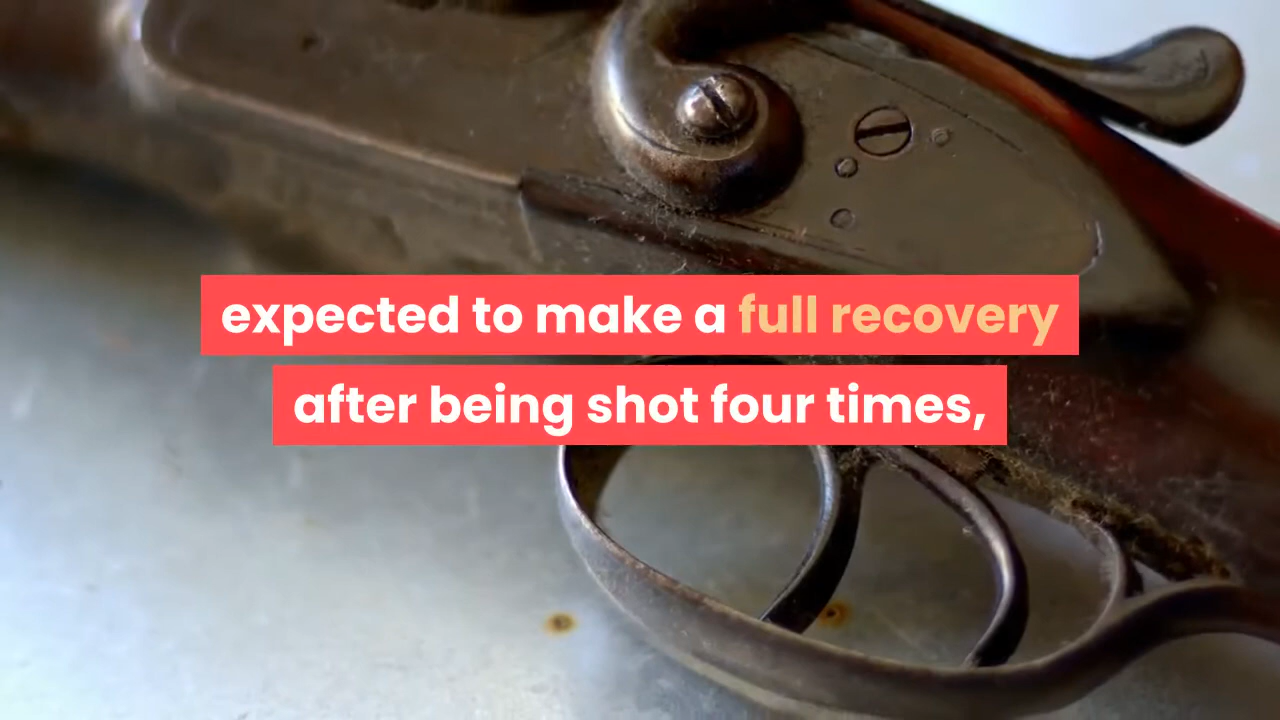 expected to make a full recovery
after being shot four times,